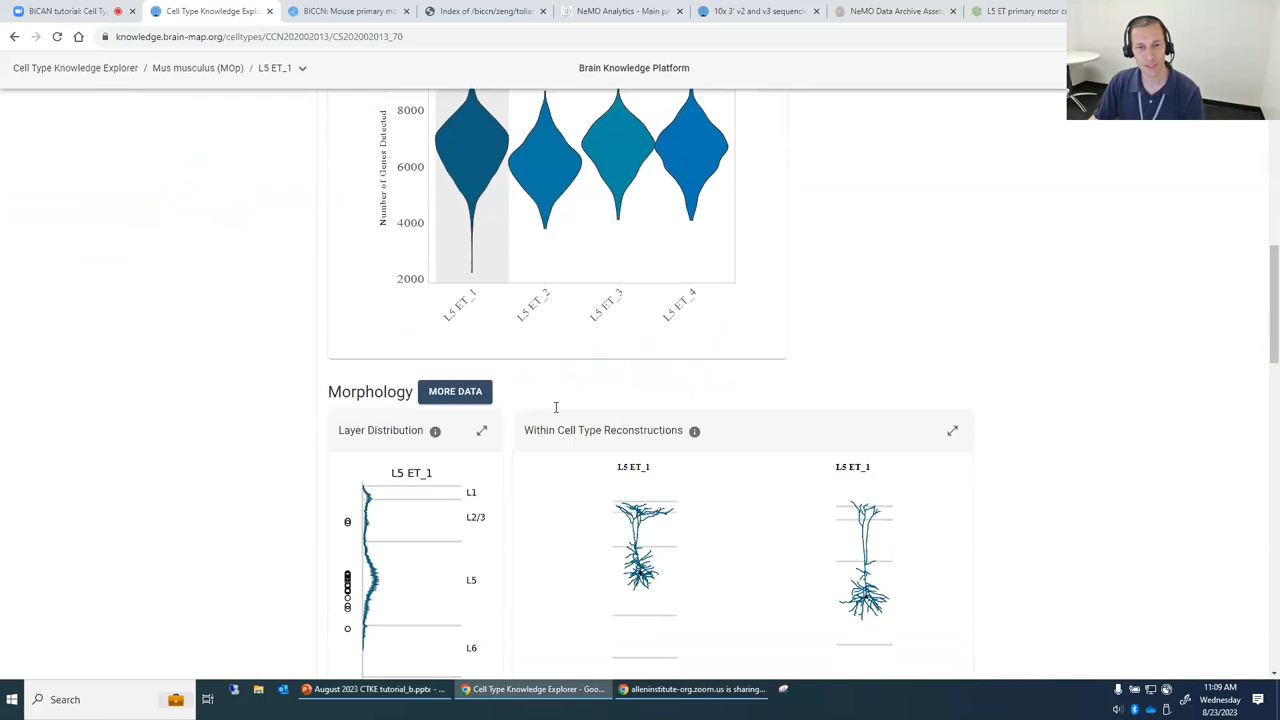 BICAN tutorial: Cell Ty
Cell Type Knowledge Explo
BICCN: Mouse primary mo
Index of /biccn/zeng/tolias
NeMO Analytics - Main pa
10x 3' v2 and v3 sequencin
NeMO Data Archive Asset
L5 ET primary motor co
knowledge.brain-map.org/celltypes/CCN202002013/CS202002013_70
Cell Type Knowledge Explorer / Mus musculus (MOp) / L5 ET_1
Brain Knowledge Platform
Number of Genes Detected
8000
6000
4000
2000
L5 ET_1
L5 ET_2
L5 ET_3
L5 ET_4
Morphology
MORE DATA
Layer Distribution
Within Cell Type Reconstructions
L5 ET_1
L1
L2/3
L5
L6
L5 ET_1
L5 ET_1
Search
August 2023 CTKE tutorial_b.pptx - ...
Cell Type Knowledge Explorer - Goo...
alleninstitute-org.zoom.us is sharing...
11:09 AM
Wednesday
8/23/2023